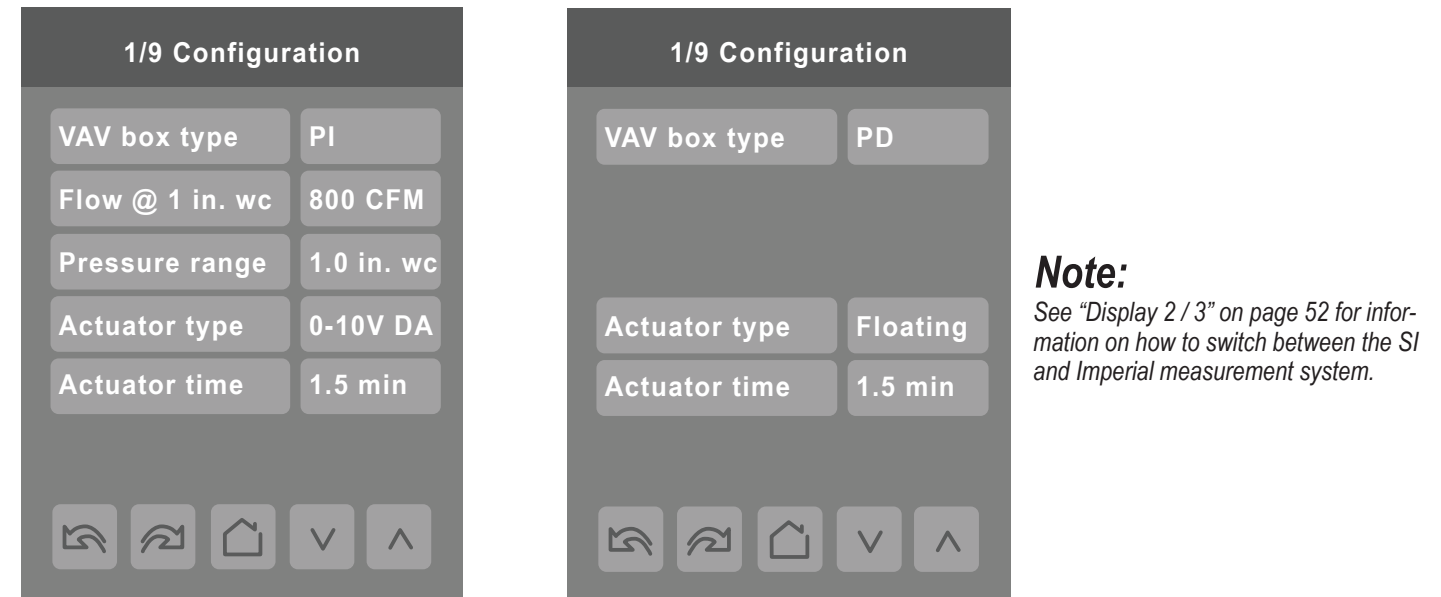 1/9 Configuration
VAV box type PI
Flow @ 1 in. wc 800 CFM
Pressure range 1.0 in. wc
Actuator type 0-10V DA
Actuator time 1.5 min
1/9 Configuration
VAV box type PD
Actuator type Floating
Actuator time 1.5 min
Note:
See “Display 2 / 3” on page 52 for infor-
mation on how to switch between the SI
and Imperial measurement system.